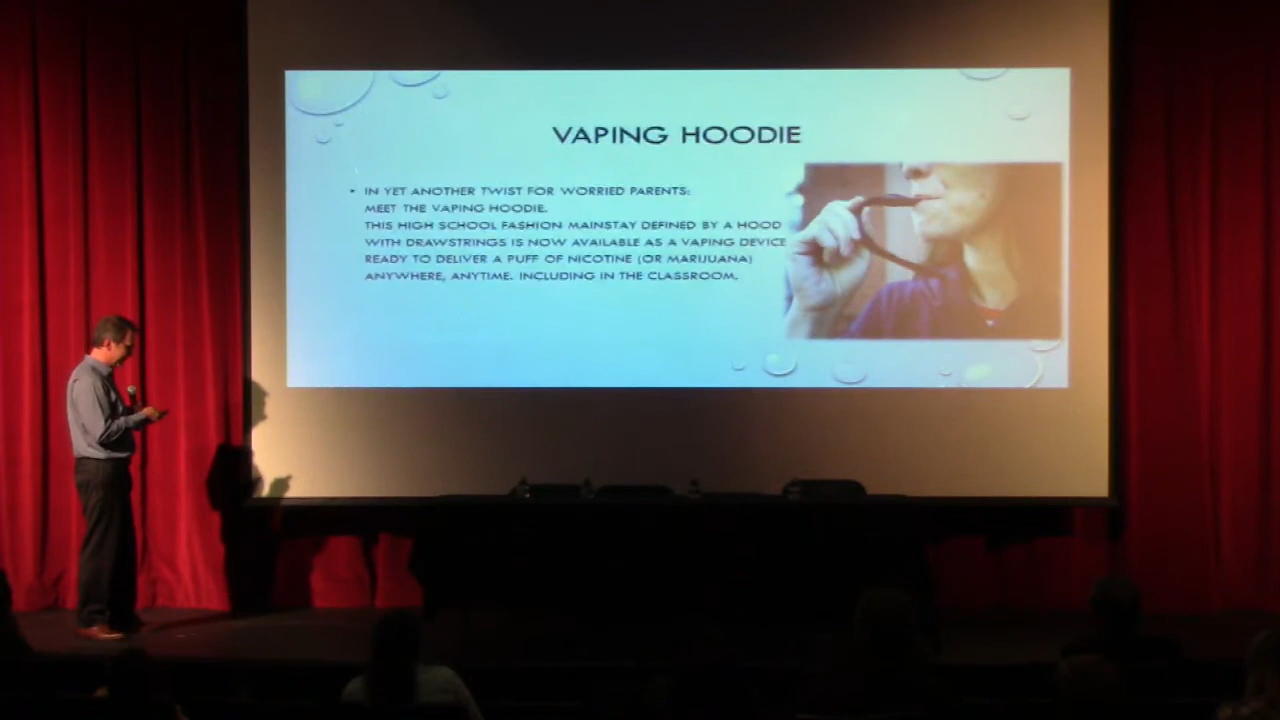 VAPING HOODIE
• IN YET ANOTHER TWIST FOR WORRIED PARENTS:
MEET THE VAPING HOODIE.
THIS HIGH SCHOOL FASHION MAINSTAY DEFINED BY A HOOD
WITH DRAWSTRINGS IS NOW AVAILABLE AS A VAPING DEVICE
READY TO DELIVER A PUFF OF NICOTINE (OR MARIJUANA)
ANYWHERE, ANYTIME. INCLUDING IN THE CLASSROOM.